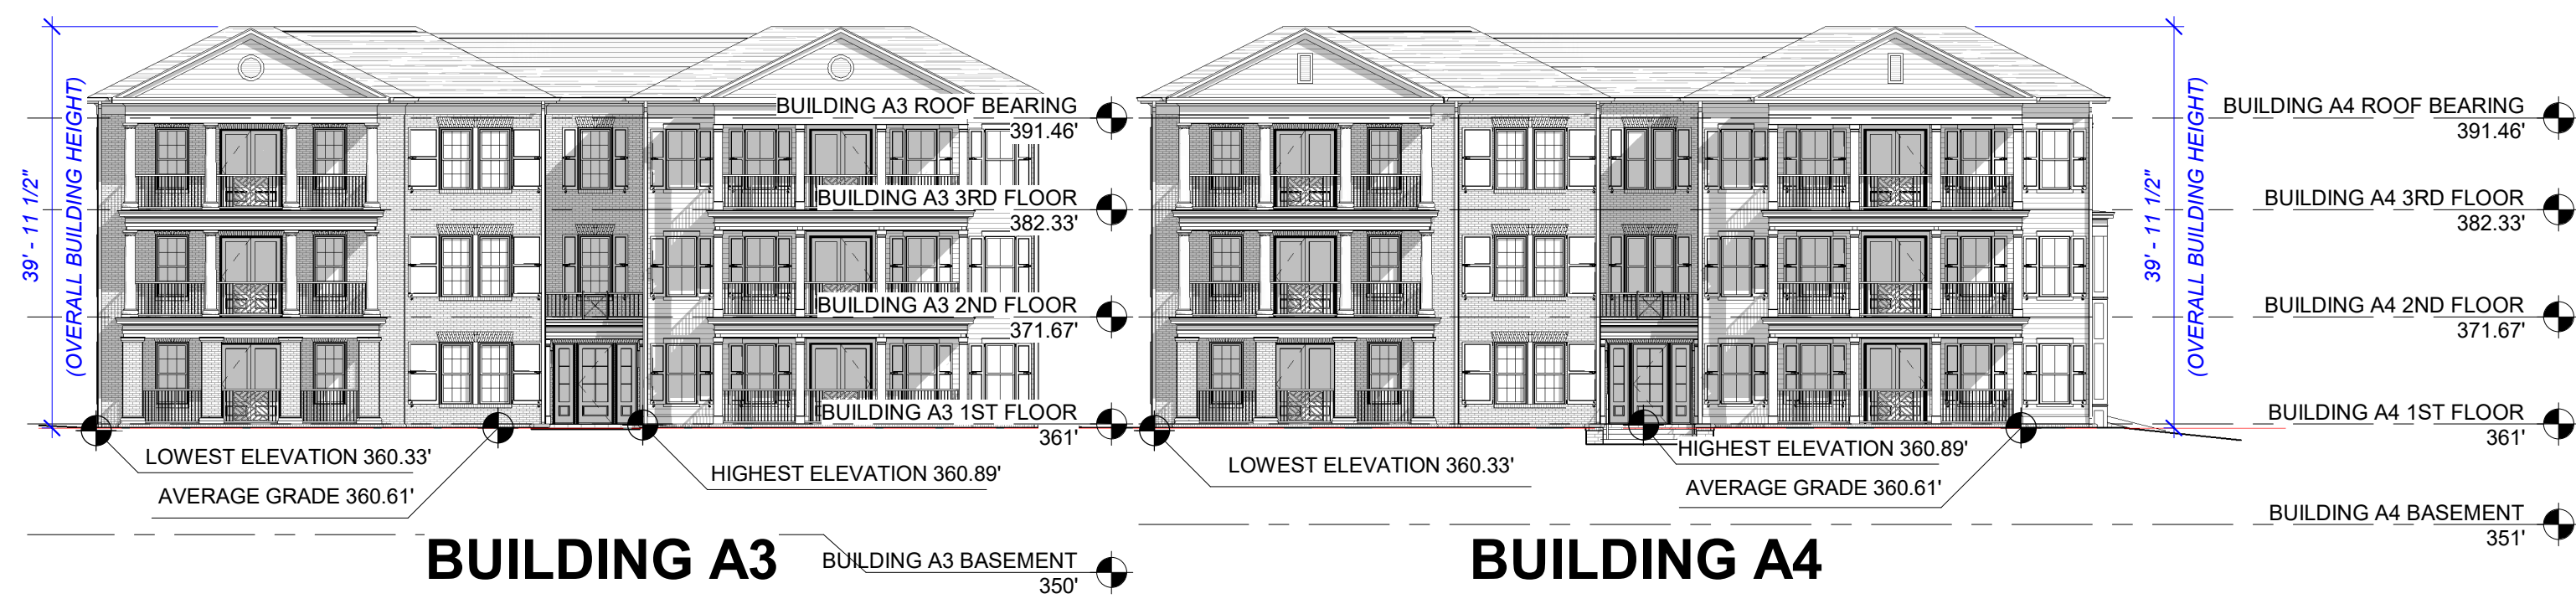 39' - 11 1/2"
(OVERALL BUILDING HEIGHT)
BUILDING A3 ROOF BEARING
391.46'
BUILDING A3 3RD FLOOR
382.33'
BUILDING A3 2ND FLOOR
371.67'
BUILDING A3 1ST FLOOR
361'
LOWEST ELEVATION 360.33'
AVERAGE GRADE 360.61'
HIGHEST ELEVATION 360.89'
BUILDING A3
BUILDING A3 BASEMENT
350'
BUILDING A4 ROOF BEARING
391.46'
39' - 11 1/2"
(OVERALL BUILDING HEIGHT)
BUILDING A4 3RD FLOOR
382.33'
BUILDING A4 2ND FLOOR
371.67'
BUILDING A4 1ST FLOOR
361'
LOWEST ELEVATION 360.33'
HIGHEST ELEVATION 360.89'
AVERAGE GRADE 360.61'
BUILDING A4
BUILDING A4 BASEMENT
351'